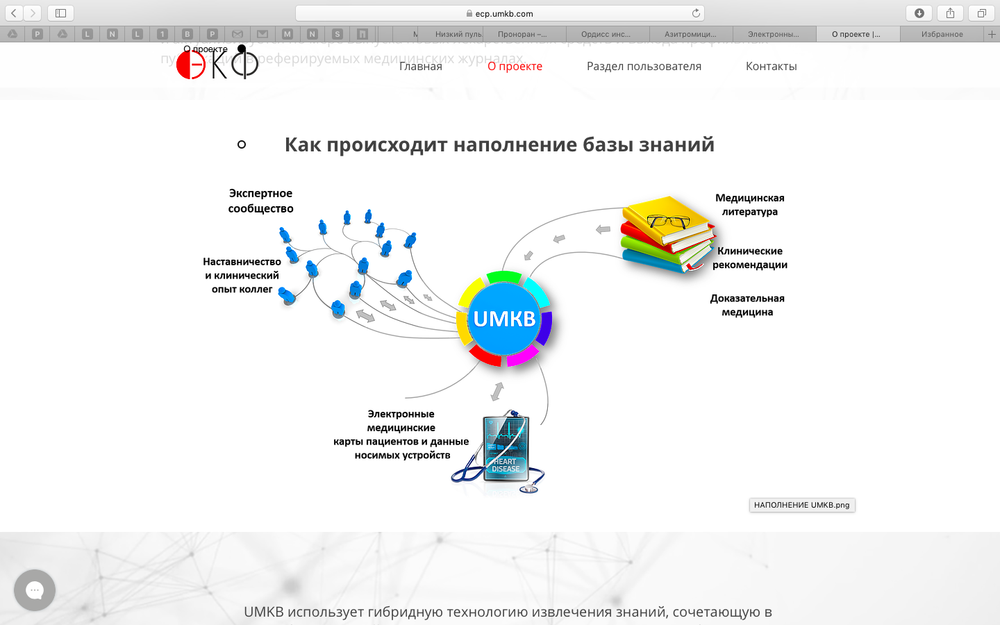 ecp.umkb.com
P
L
N
L
1
B
P
M
N
S
Низкий пуль
Проноран –...
Ордисс инс...
Азитромици...
Электронны...
О проекте |...
Избранное
О проекте
ЭКФ
Главная
О проекте
Раздел пользователя
Контакты
в реферируемых медицинских журналах.
Как происходит наполнение базы знаний
Экспертное
сообщество
Наставничество
и клинический
опыт коллег
Медицинская
литература
Клинические
рекомендации
Доказательная
медицина
UMKB
Электронные
медицинские
карты пациентов и данные
носимых устройств
HEART
DISEASE
НАПОЛНЕНИЕ UMKB.png
UMKB использует гибридную технологию извлечения знаний, сочетающую в